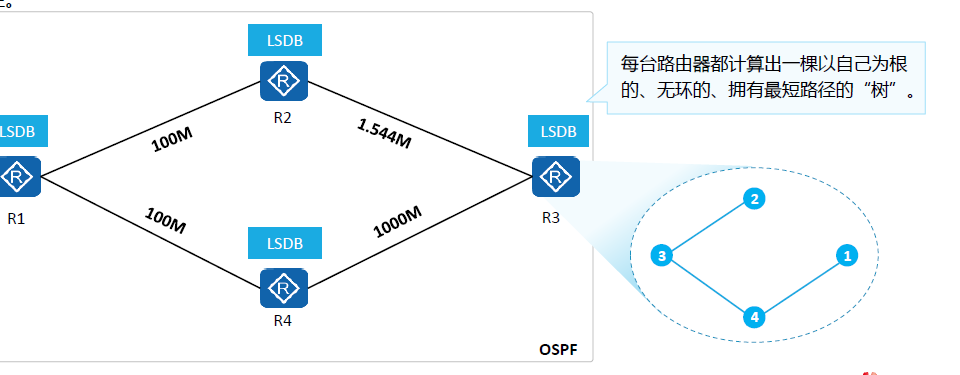 LSDB
R2
每台路由器都计算出一棵以自己为根
的、无环的、拥有最短路径的“树”。
LSDB
R1
100M
1.544M
LSDB
R3
100M
1000M
LSDB
R4
2
3
1
4
OSPF